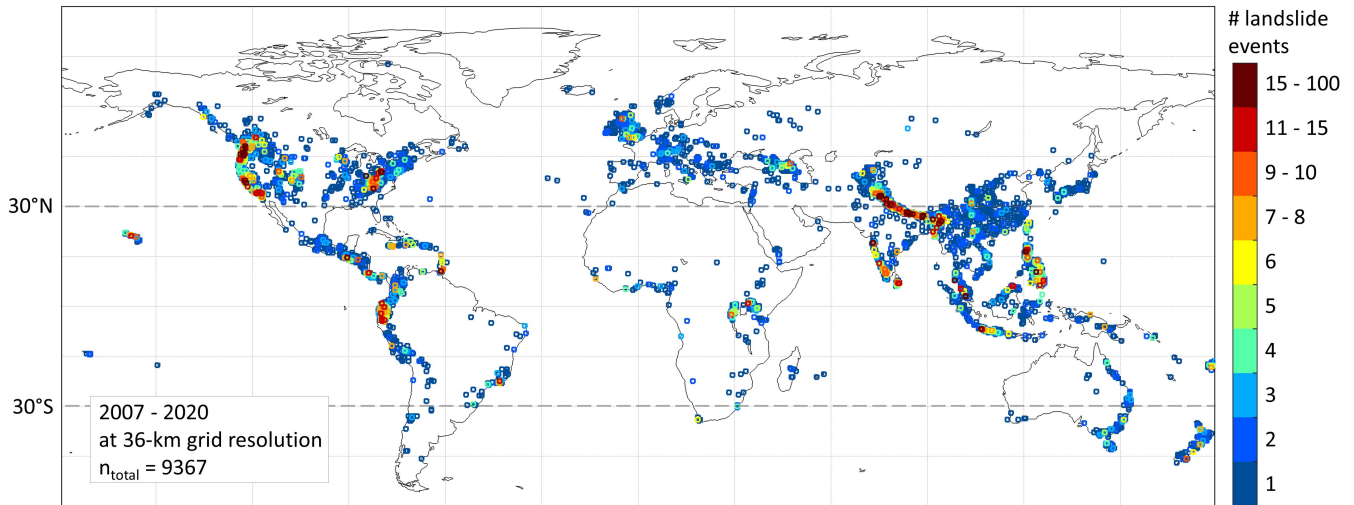 # landslide
events
15 - 100
11 - 15
9 - 10
7 - 8
6
5
4
3
2
1
30°N
30°S
2007 - 2020
at 36-km grid resolution
n_total = 9367